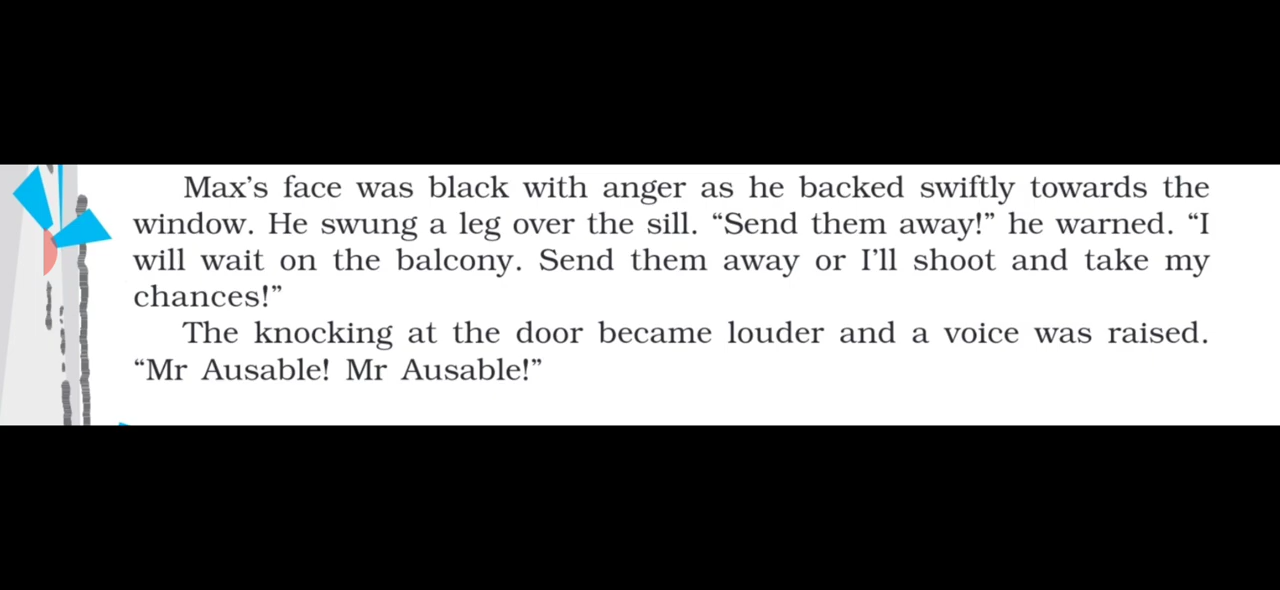 Max’s face was black with anger as he backed swiftly towards the
window. He swung a leg over the sill. “Send them away!” he warned. “I
will wait on the balcony. Send them away or I’ll shoot and take my
chances!”
The knocking at the door became louder and a voice was raised.
“Mr Ausable! Mr Ausable!”